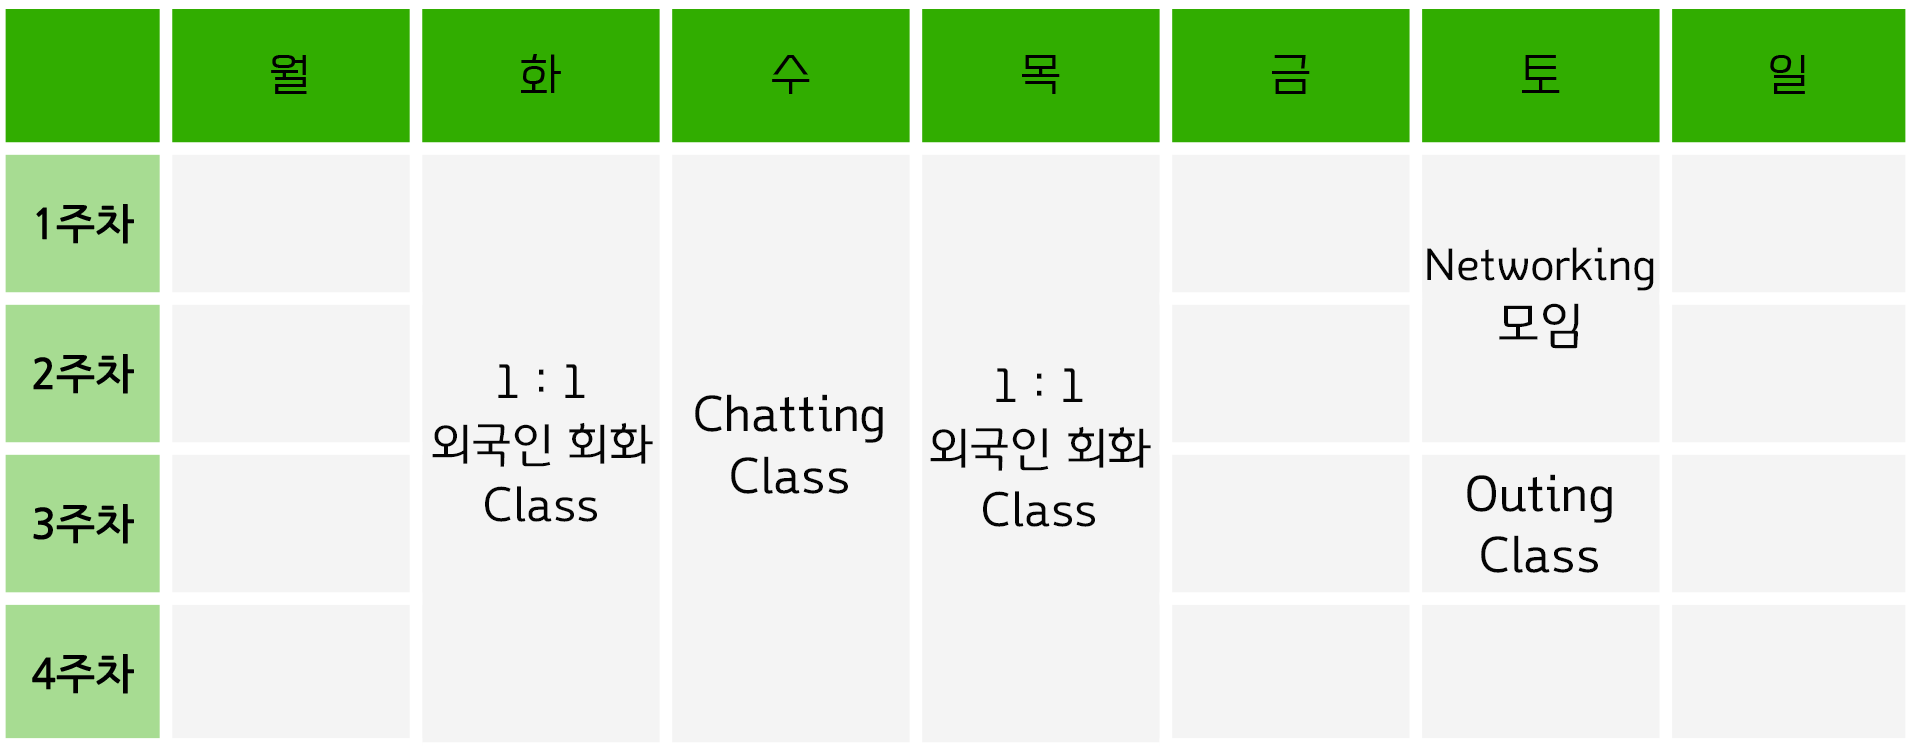 월 화 수 목 금 토 일
1주차
2주차
3주차
4주차
1 : 1
외국인 회화
Class
Chatting
Class
1 : 1
외국인 회화
Class
Networking
모임
Outing
Class